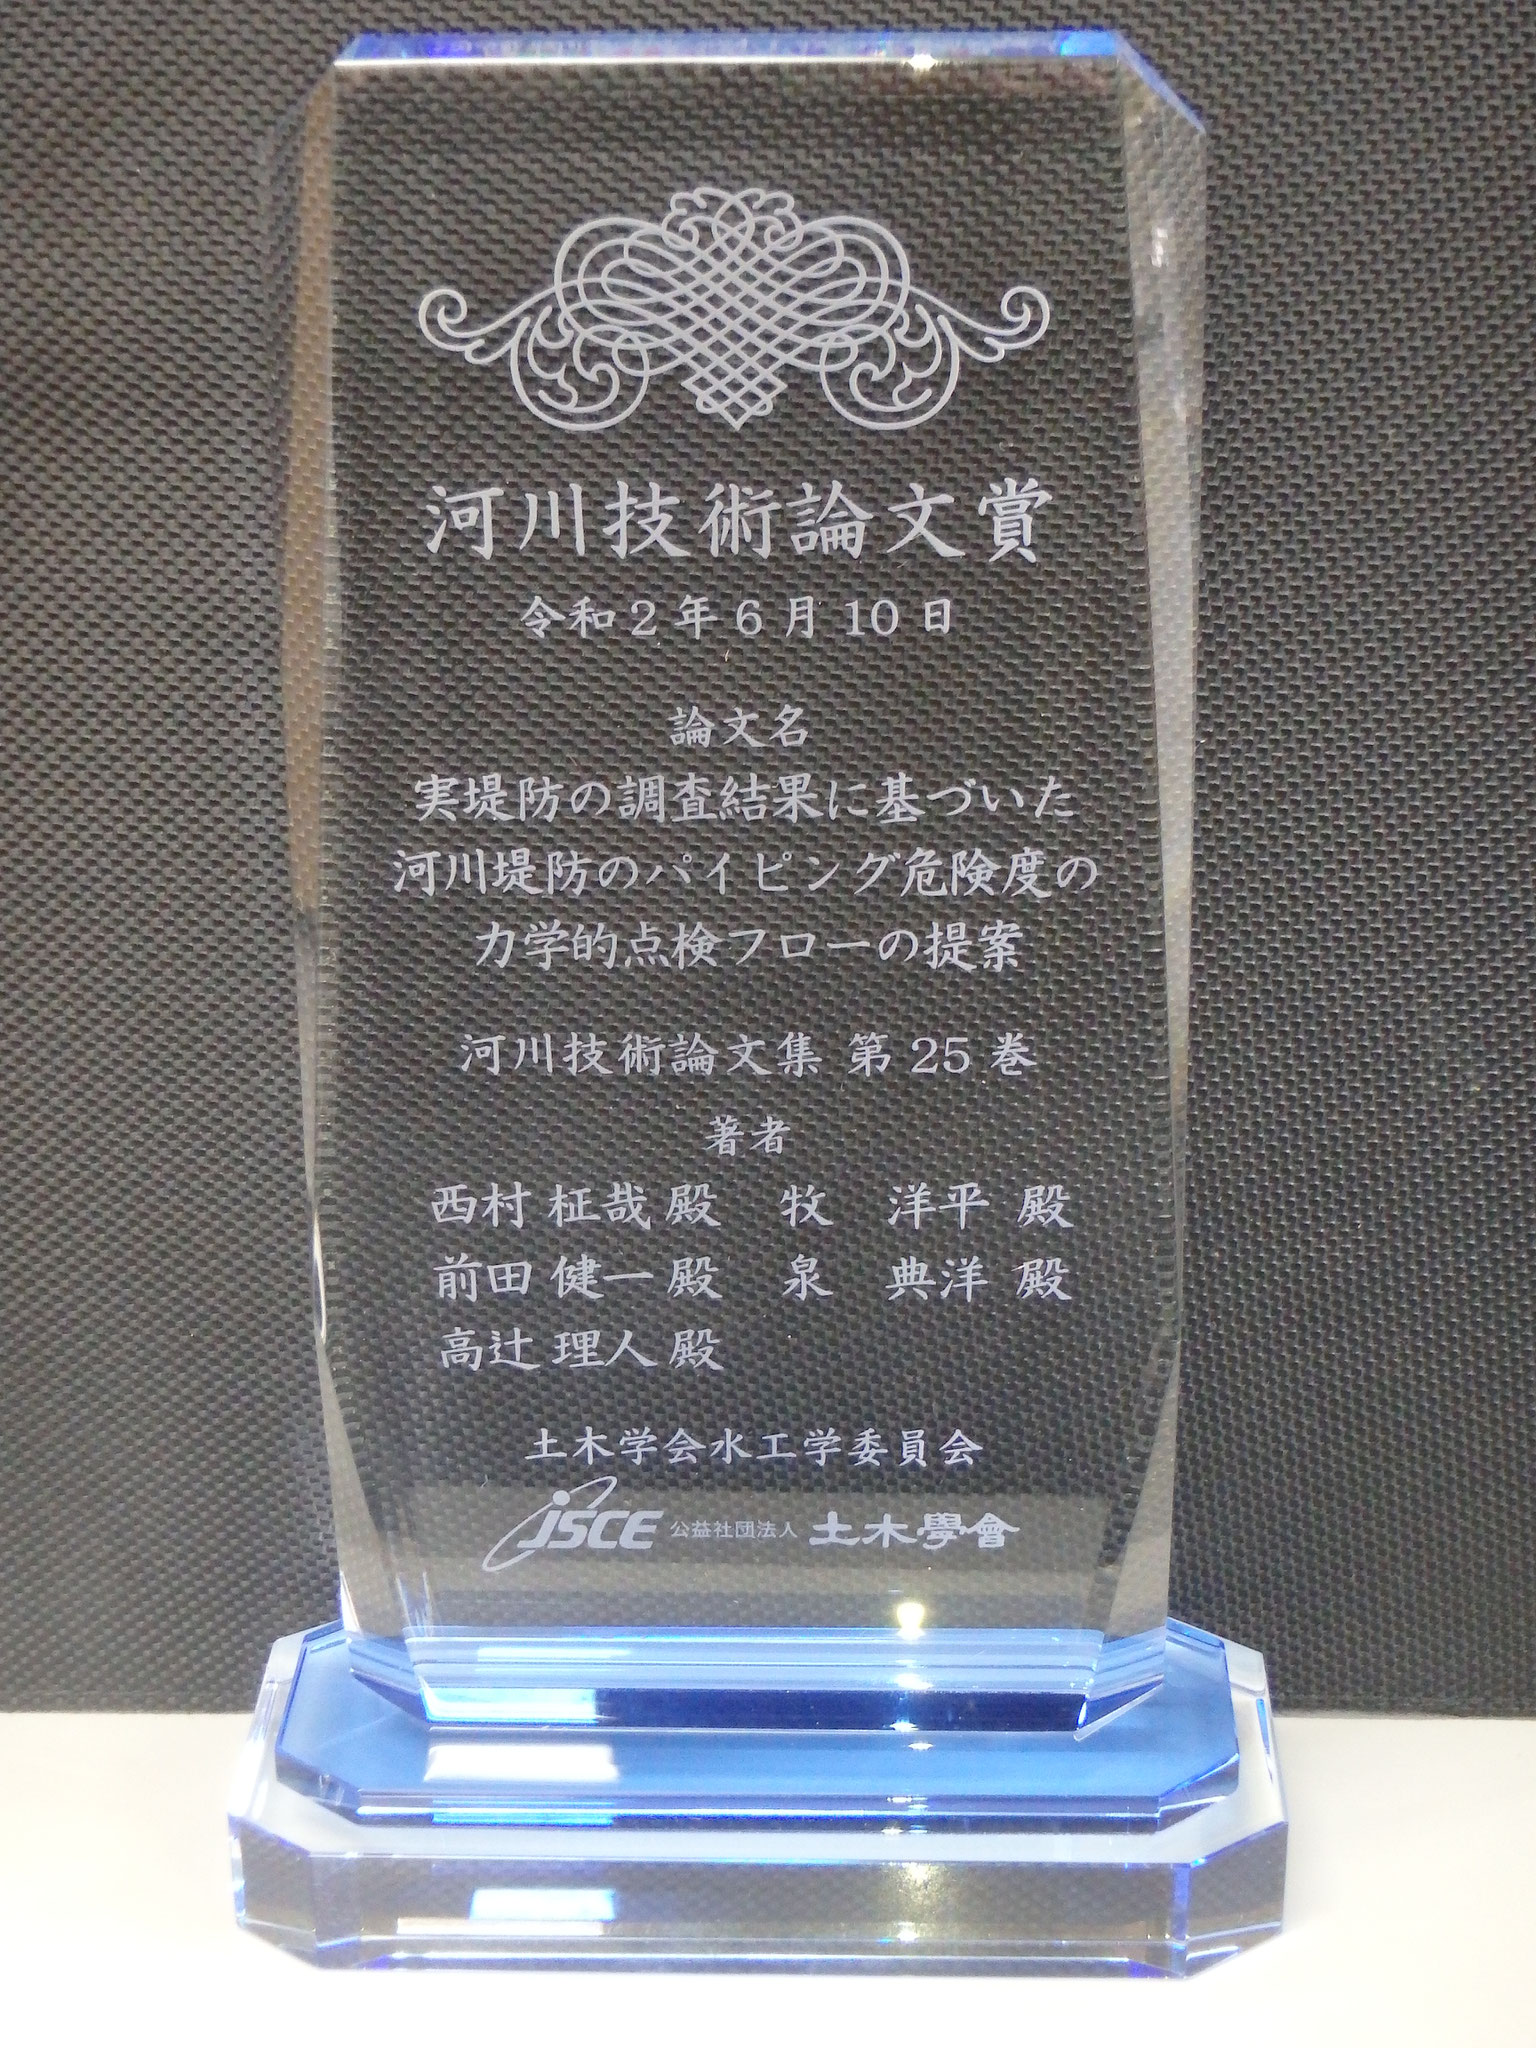 河川技術論文賞
令和2年6月10日
論文名
実堤防の調査結果に基づいた
河川堤防のパイピング危険度の
力学的点検フローの提案
河川技術論文集 第25巻
著者
西村 柾哉 殿 牧 洋平 殿
前田 健一 殿 泉 典洋 殿
高辻 理人 殿
土木学会水工学委員会
JSCE 公益社団法人 土木學會